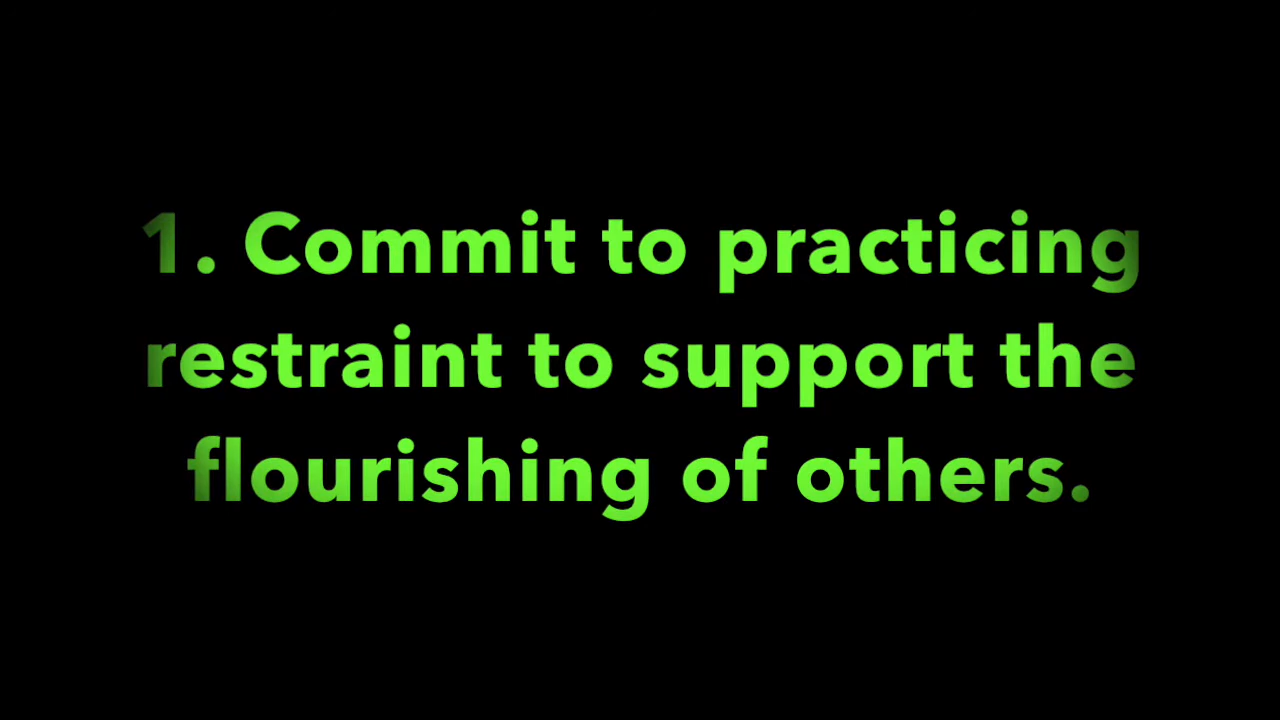 1. Commit to practicing
restraint to support the
flourishing of others.